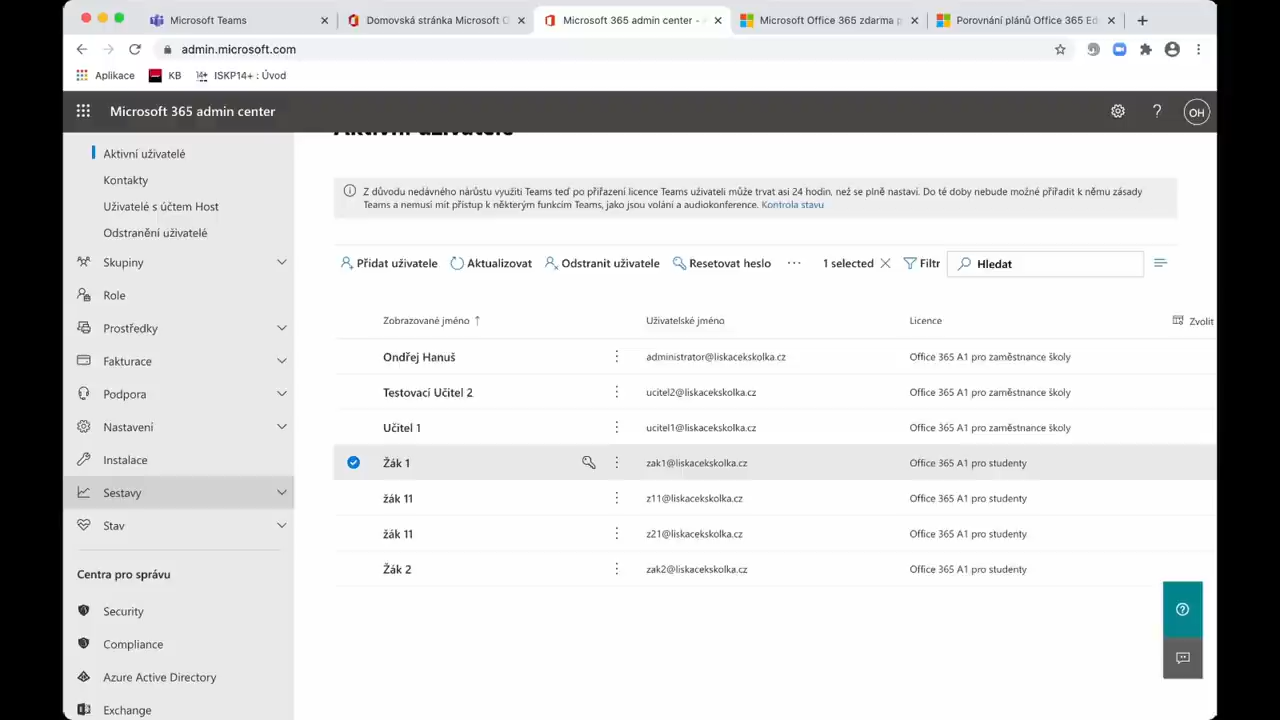 Microsoft Teams
Domovská stránka Microsoft O
Microsoft 365 admin center -
Microsoft Office 365 zdarma p
Porovnání plánů Office 365 Ed
admin.microsoft.com
Aplikace
KB
ISKP14+ : Úvod
Microsoft 365 admin center
OH
Aktivní uživatelé
Aktivní uživatelé
Kontakty
Uživatelé s účtem Host
Odstranění uživatelé
Skupiny
Role
Prostředky
Fakturace
Podpora
Nastavení
Instalace
Sestavy
Stav
Centra pro správu
Security
Compliance
Azure Active Directory
Exchange
Z důvodu nedávného nárůstu využití Teams teď po přiřazení licence Teams uživateli může trvat asi 24 hodin, než se plně nastaví. Do té doby nebude možné přiřadit k němu zásady
Teams a nemusí mít přístup k některým funkcím Teams, jako jsou volání a audiokonference. Kontrola stavu
Přidat uživatele
Aktualizovat
Odstranit uživatele
Resetovat heslo
1 selected
Filtr
Hledat
Zobrazované jméno ↑
Uživatelské jméno
Licence
Zvolit
Ondřej Hanuš
administrator@liskacekskolka.cz
Office 365 A1 pro zaměstnance školy
Testovací Učitel 2
ucitel2@liskacekskolka.cz
Office 365 A1 pro zaměstnance školy
Učitel 1
ucitel1@liskacekskolka.cz
Office 365 A1 pro zaměstnance školy
Žák 1
zak1@liskacekskolka.cz
Office 365 A1 pro studenty
žák 11
z11@liskacekskolka.cz
Office 365 A1 pro studenty
žák 11
z21@liskacekskolka.cz
Office 365 A1 pro studenty
Žák 2
zak2@liskacekskolka.cz
Office 365 A1 pro studenty